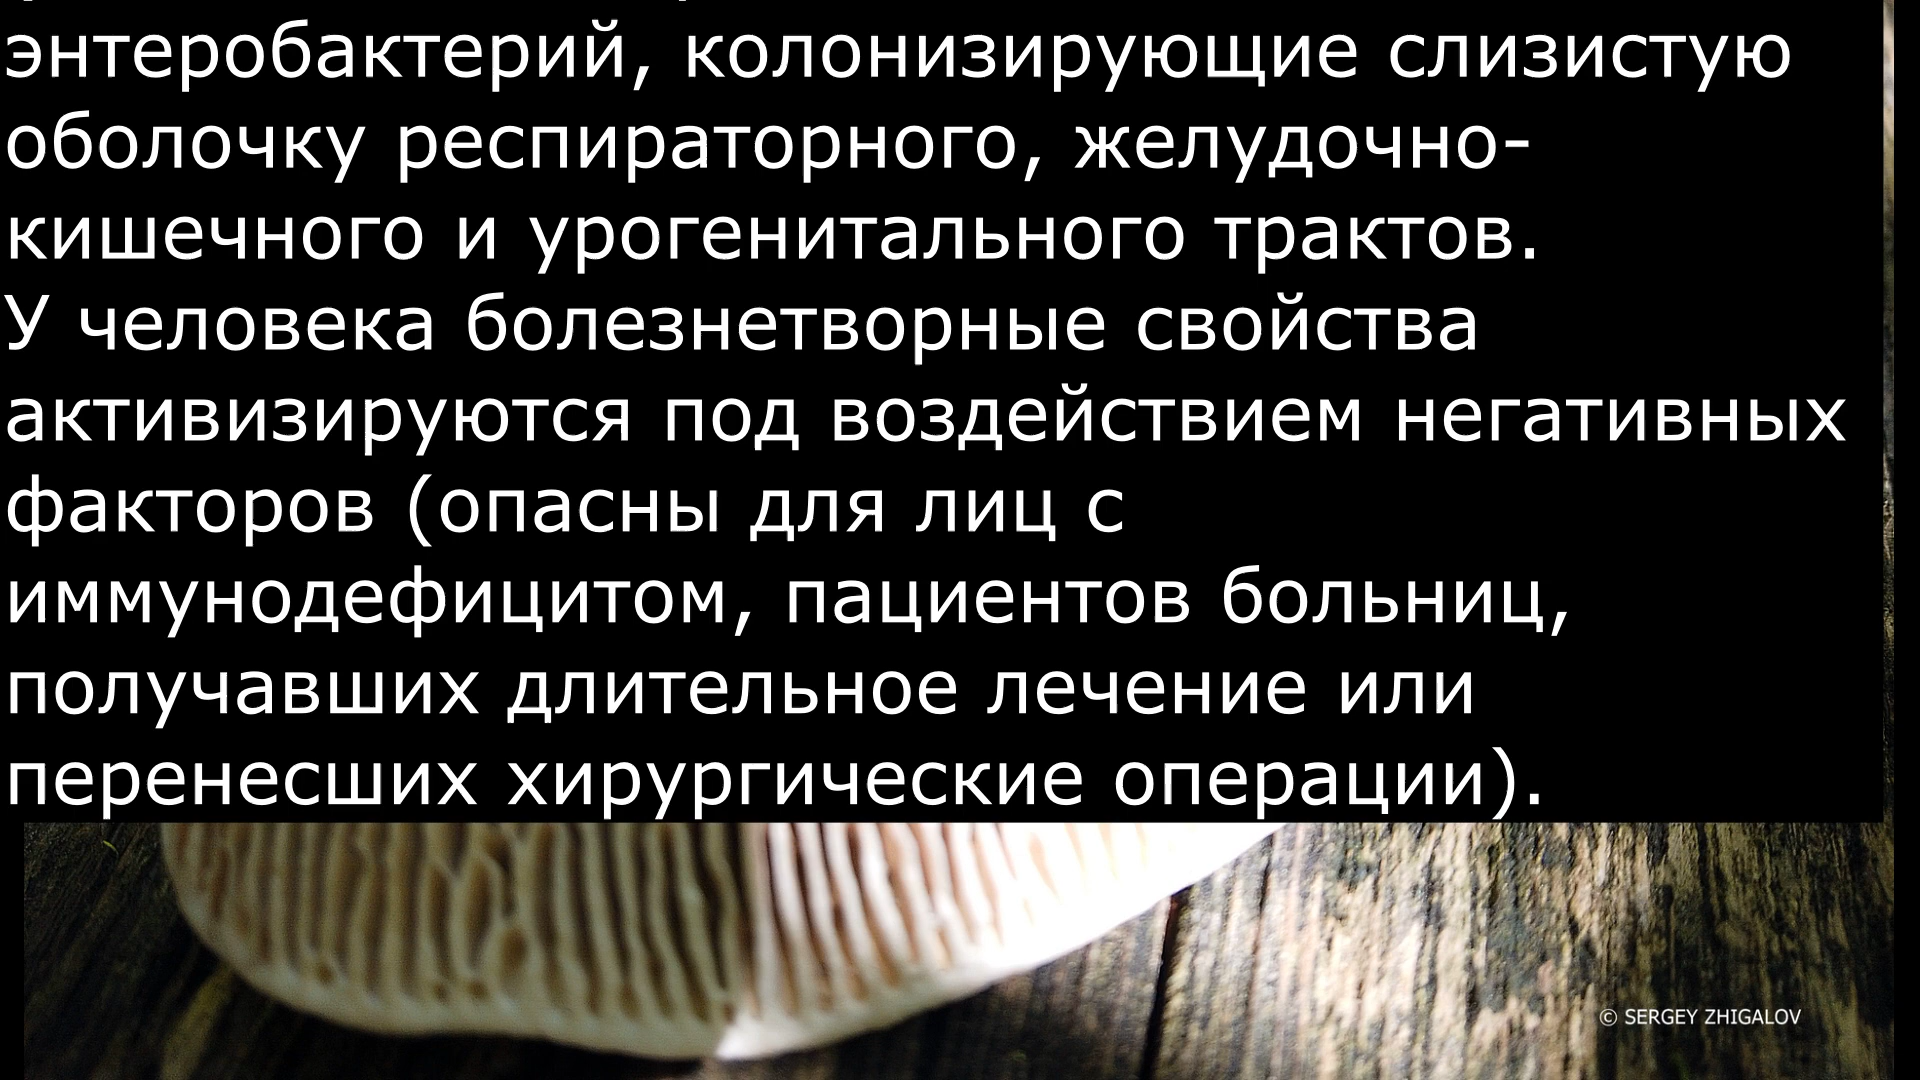 энтеробактерий, колонизирующие слизистую
оболочку респираторного, желудочно-
кишечного и урогенитального трактов.
У человека болезнетворные свойства
активизируются под воздействием негативных
факторов (опасны для лиц с
иммунодефицитом, пациентов больниц,
получавших длительное лечение или
перенесших хирургические операции).
© SERGEY ZHIGALOV